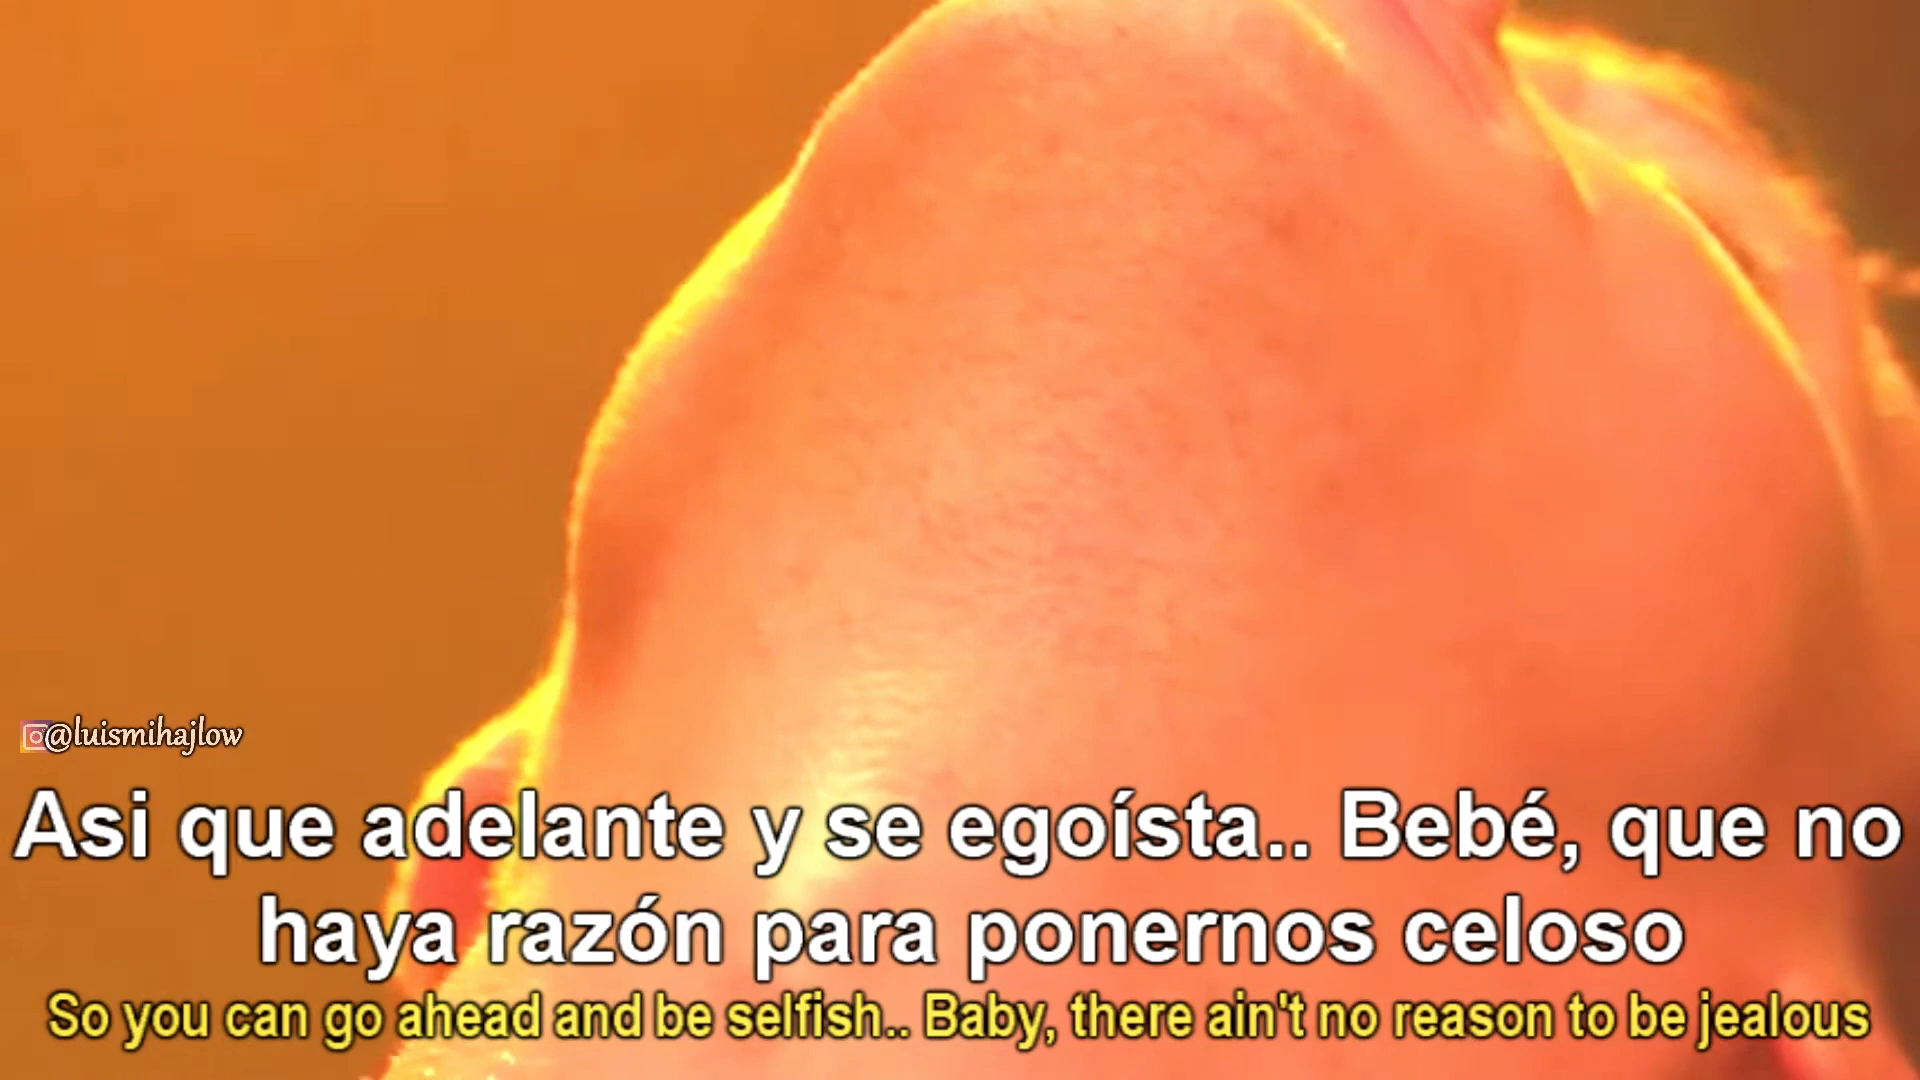 @luismihajlow
Asi que adelante y se egoísta.. Bebé, que no
haya razón para ponernos celoso
So you can go ahead and be selfish.. Baby, there ain't no reason to be jealous